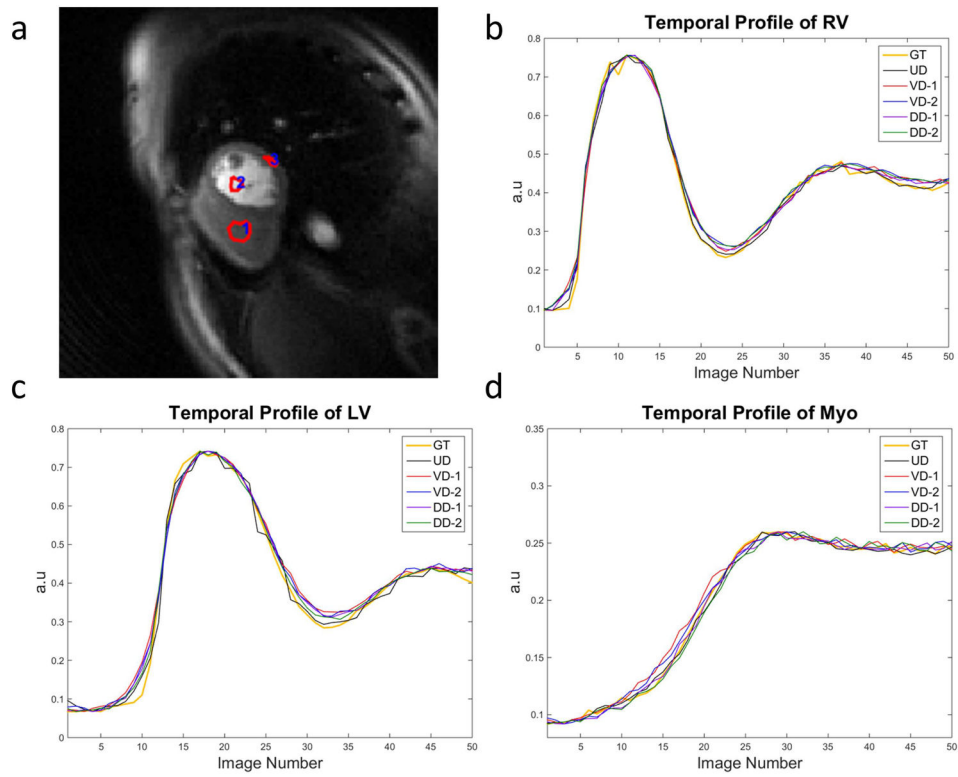 a
3
2
1
b
Temporal Profile of RV
GT
UD
VD-1
VD-2
DD-1
DD-2
0.8
0.7
0.6
0.5
0.4
0.3
0.2
0.1
0
a.u
5 10 15 20 25 30 35 40 45 50
Image Number
c
Temporal Profile of LV
GT
UD
VD-1
VD-2
DD-1
DD-2
0.8
0.7
0.6
0.5
0.4
0.3
0.2
0.1
0
a.u
5 10 15 20 25 30 35 40 45 50
Image Number
d
Temporal Profile of Myo
GT
UD
VD-1
VD-2
DD-1
DD-2
0.35
0.3
0.25
0.2
0.15
0.1
a.u
5 10 15 20 25 30 35 40 45 50
Image Number